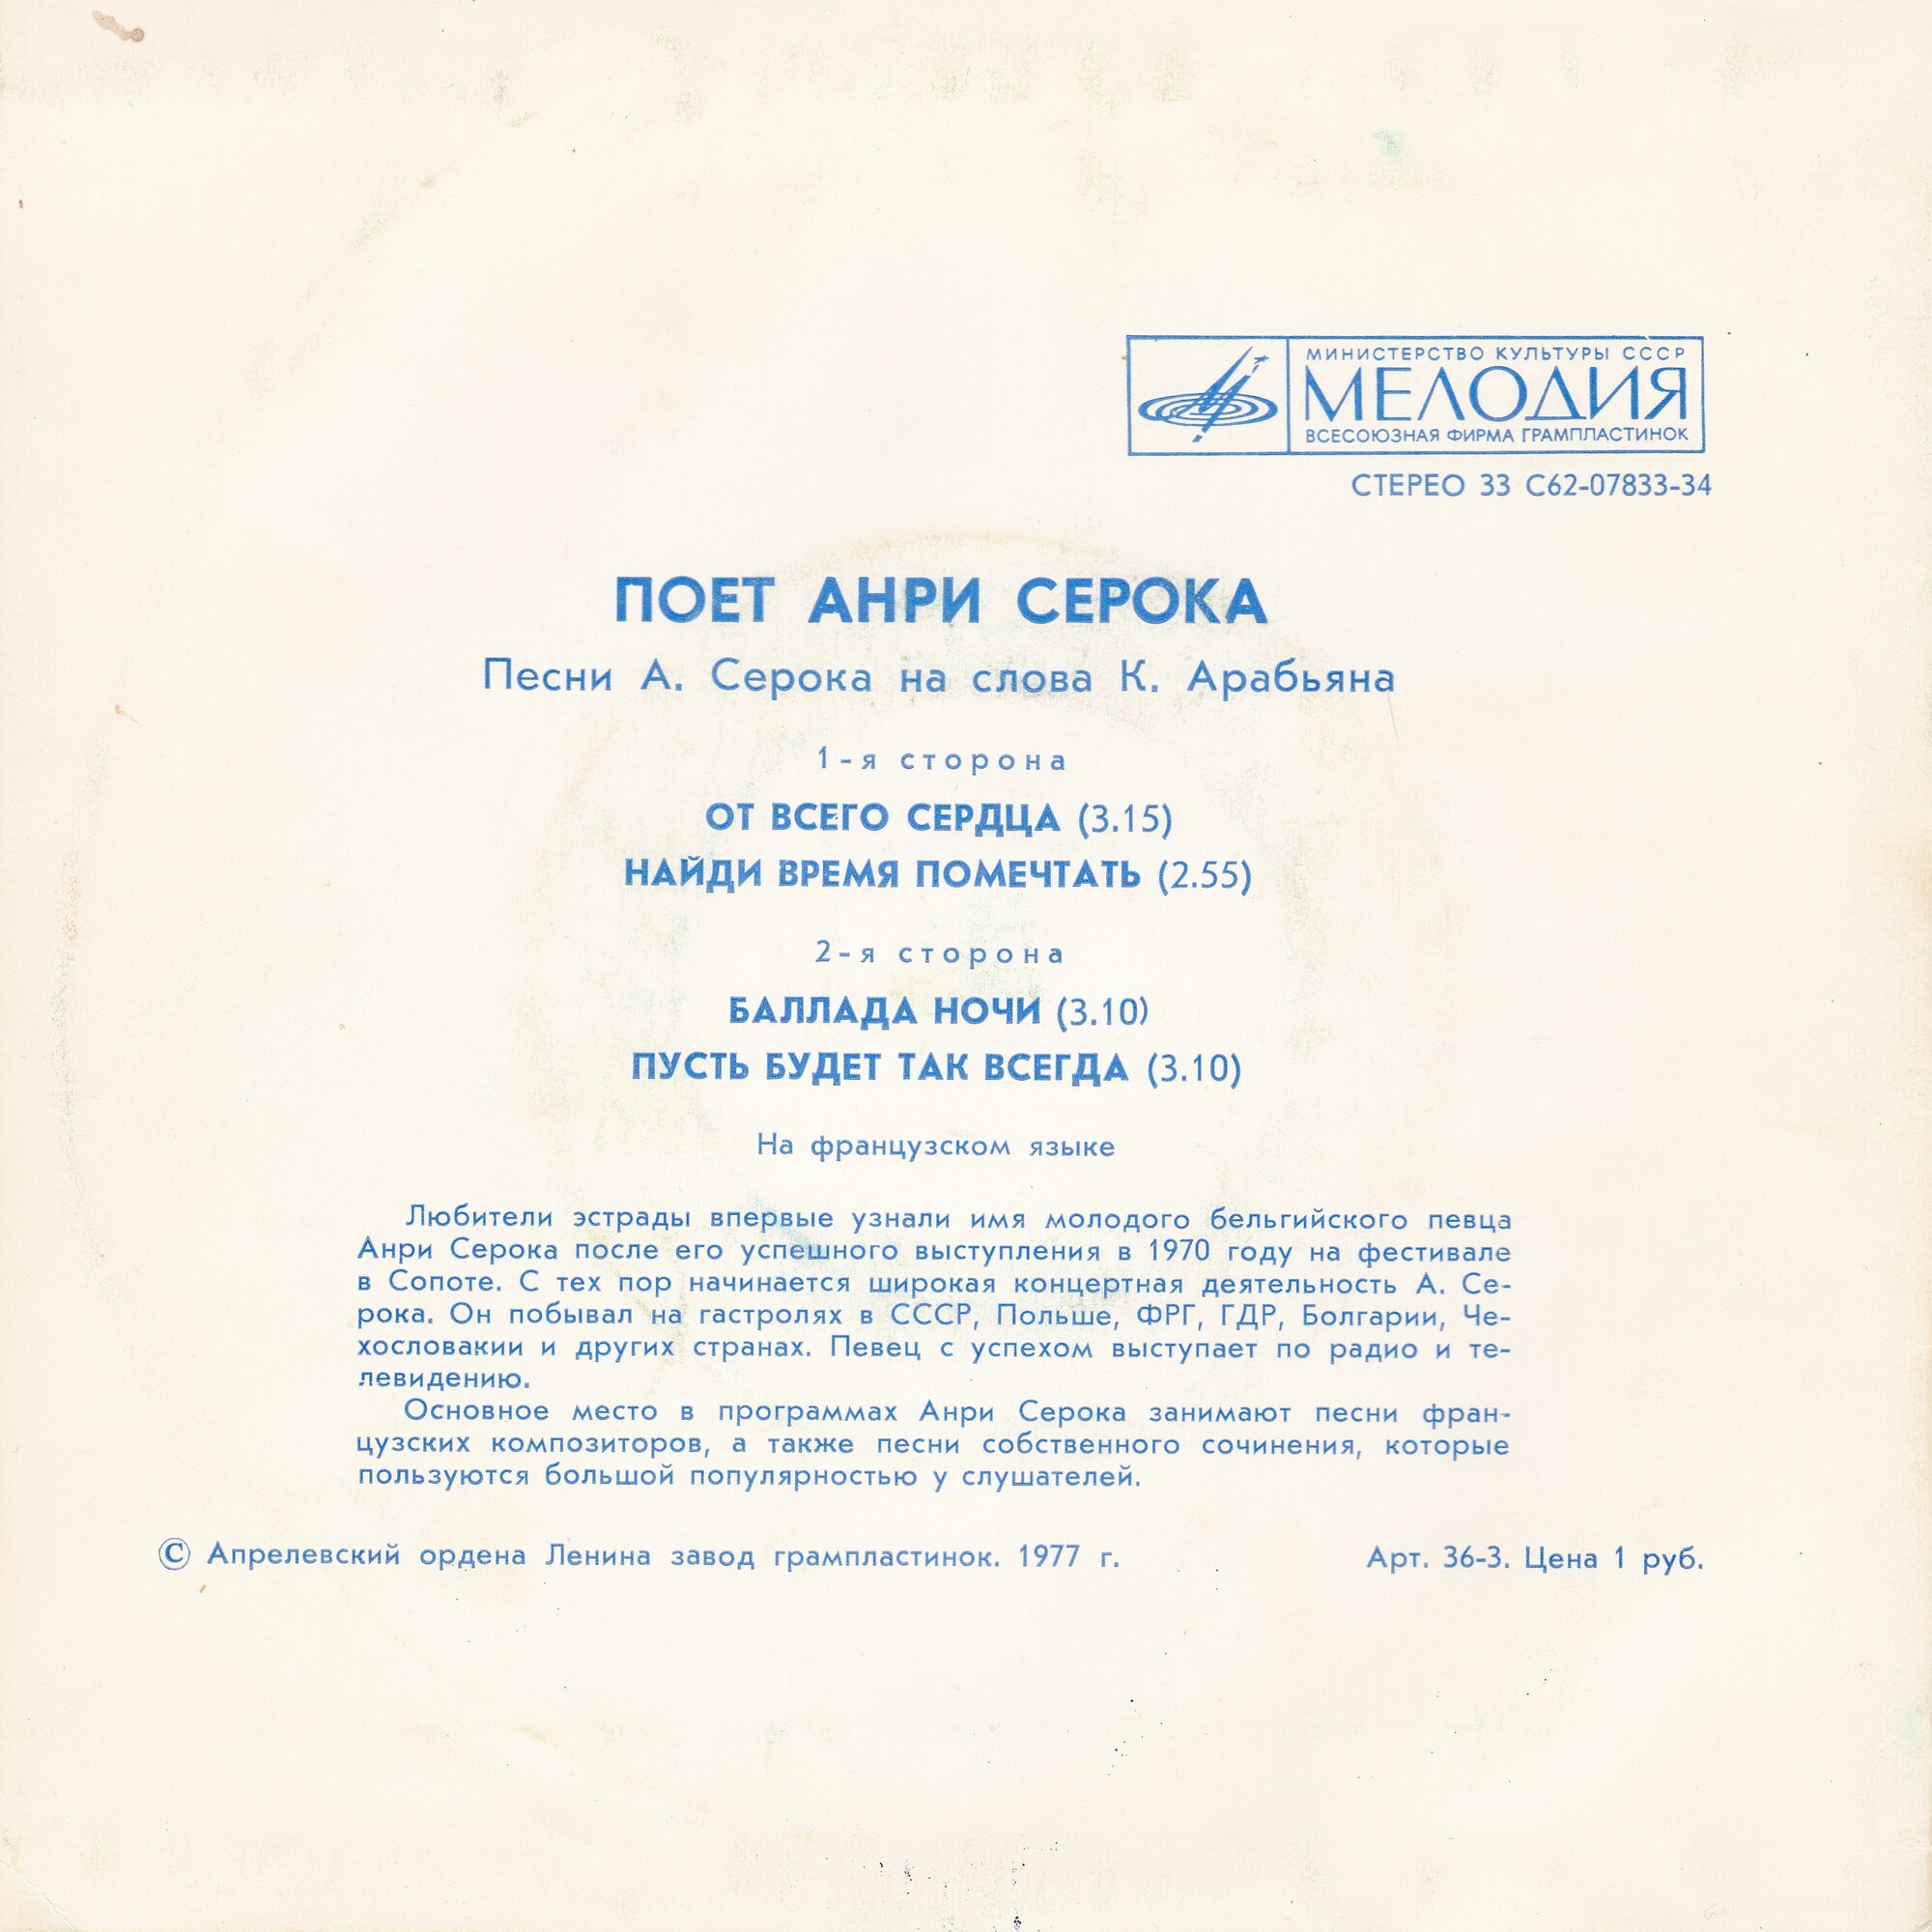 МИНИСТЕРСТВО КУЛЬТУРЫ СССР
МЕЛОДИЯ
ВСЕСОЮЗНАЯ ФИРМА ГРАМПЛАСТИНОК
СТЕРЕО 33 С62-07833-34
ПОЕТ АНРИ СЕРОКА
Песни А. Серока на слова К. Арабьяна
1-я сторона
ОТ ВСЕГО СЕРДЦА (3.15)
НАЙДИ ВРЕМЯ ПОМЕЧТАТЬ (2.55)
2-я сторона
БАЛЛАДА НОЧИ (3.10)
ПУСТЬ БУДЕТ ТАК ВСЕГДА (3.10)
На французском языке
Любители эстрады впервые узнали имя молодого бельгийского певца
Анри Серока после его успешного выступления в 1970 году на фестивале
в Сопоте. С тех пор начинается широкая концертная деятельность А. Се-
рока. Он побывал на гастролях в СССР, Польше, ФРГ, ГДР, Болгарии, Че-
хословакии и других странах. Певец с успехом выступает по радио и те-
левидению.
Основное место в программах Анри Серока занимают песни фран-
цузских композиторов, а также песни собственного сочинения, которые
пользуются большой популярностью у слушателей.
© Апрелевский ордена Ленина завод грампластинок. 1977 г.
Арт. 36-3. Цена 1 руб.